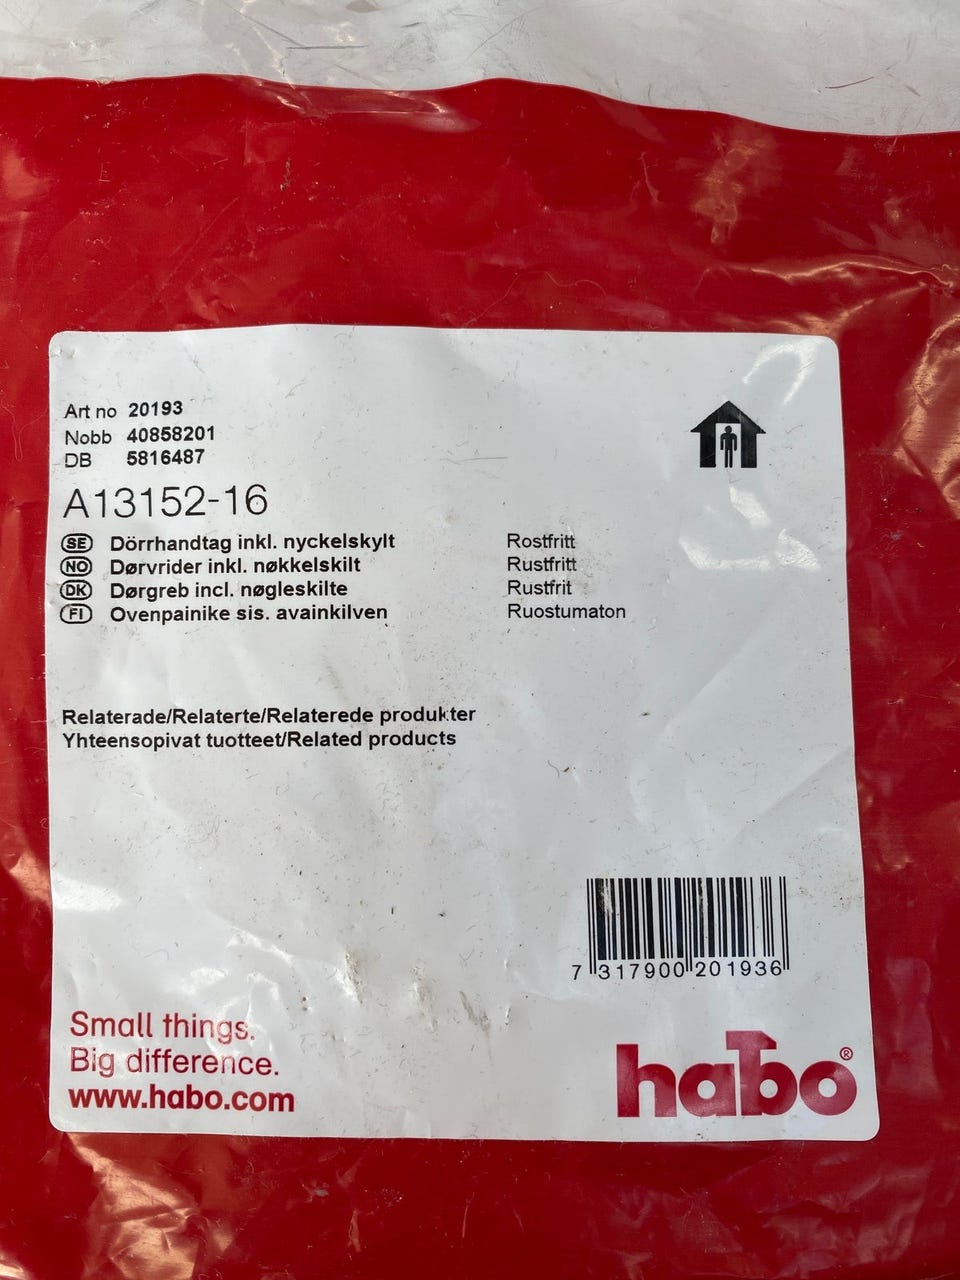 Art no 20193
Nobb 40858201
DB 5816487
A13152-16
SE Dörrhandtag inkl. nyckelskylt Rostfritt
NO Dørvrider inkl. nøkkelskilt Rustfritt
DK Dørgreb incl. nøgleskilte Rustfrit
FI Ovenpainike sis. avainkilven Ruostumaton
Relaterade/Relaterte/Relaterede produkter
Yhteensopivat tuotteet/Related products
7 317900 201936
Small things.
Big difference.
www.habo.com
habo®